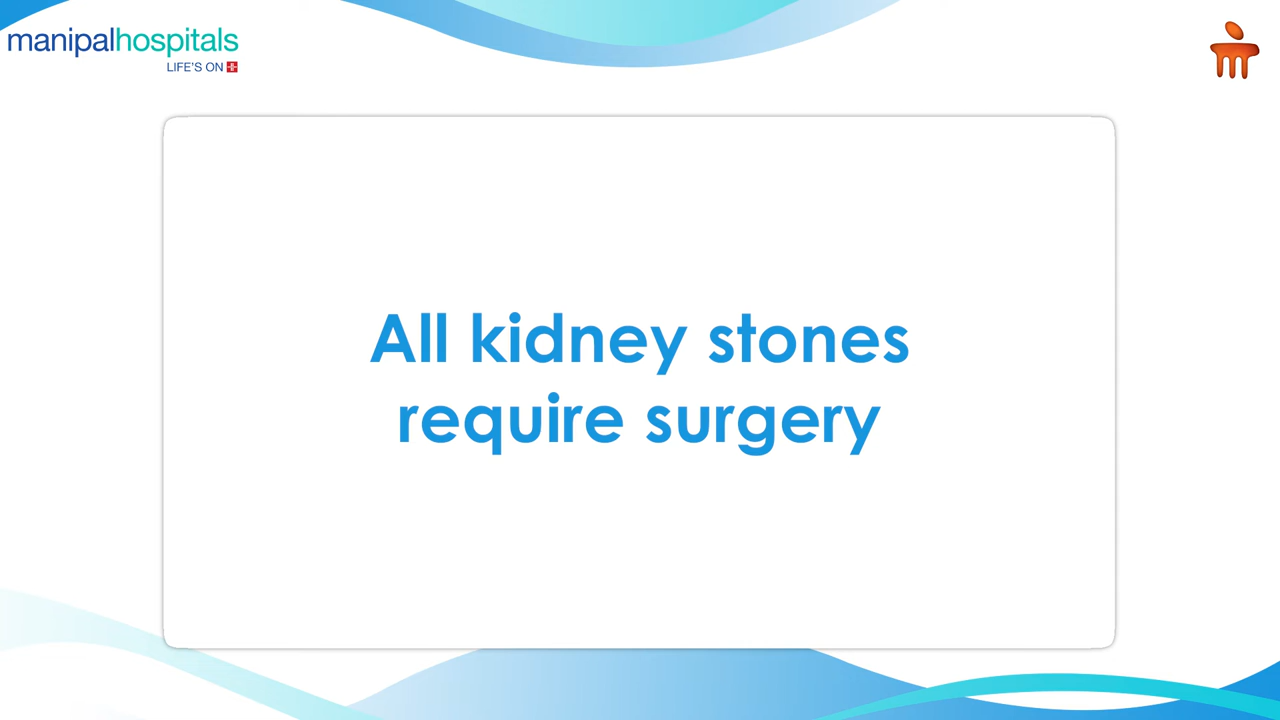 manipalhospitals
LIFE'S ON
All kidney stones
require surgery